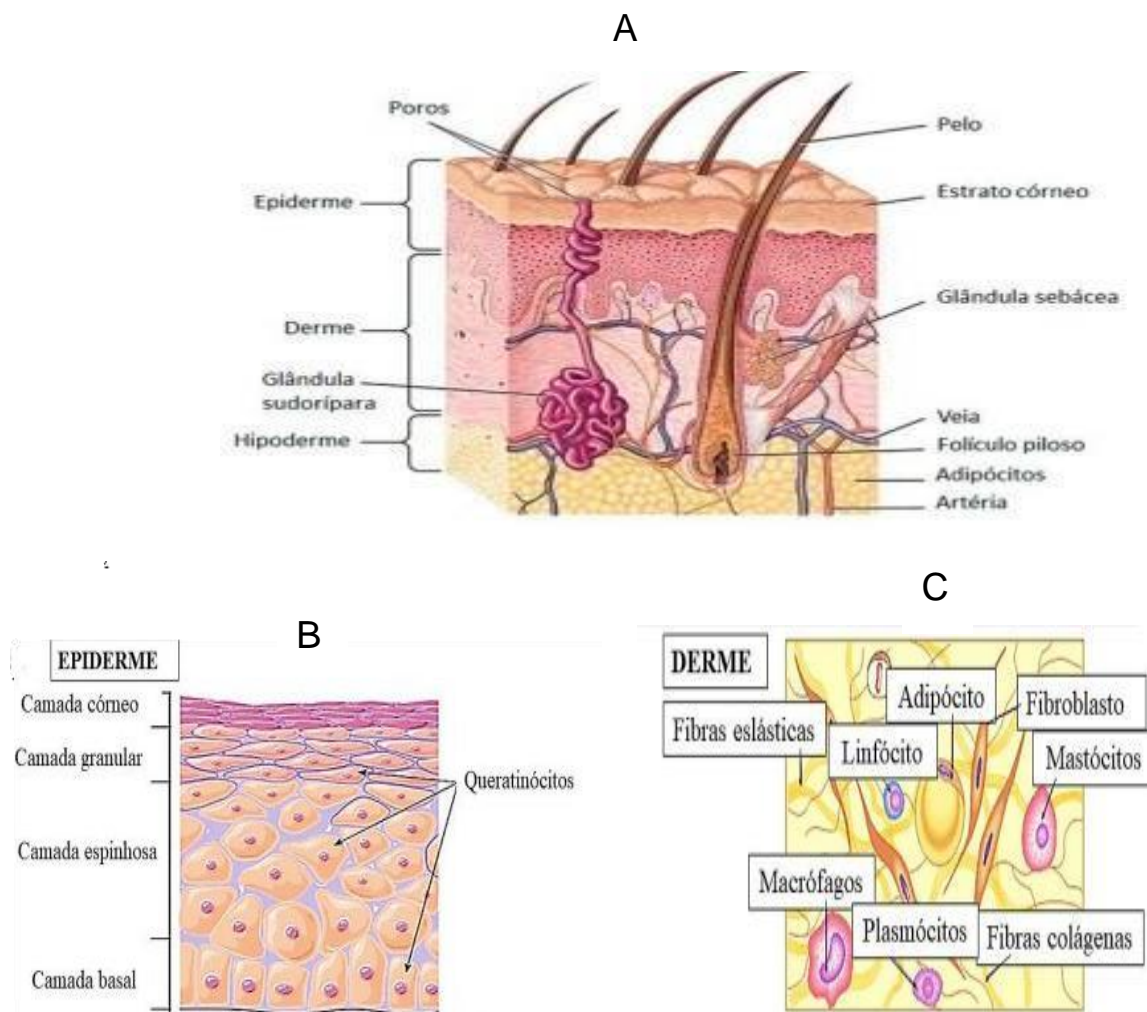 A
Poros
Pelo
Epiderme
Estrato córneo
Derme
Glândula sebácea
Glândula
sudorípara
Hipoderme
Veia
Folículo piloso
Adipócitos
Artéria
B
EPIDERME
Camada córneo
Camada granular
Queratinócitos
Camada espinhosa
Camada basal
C
DERME
Adipócito
Fibroblasto
Fibras eslásticas
Linfócito
Mastócitos
Macrófagos
Plasmócitos
Fibras colágenas